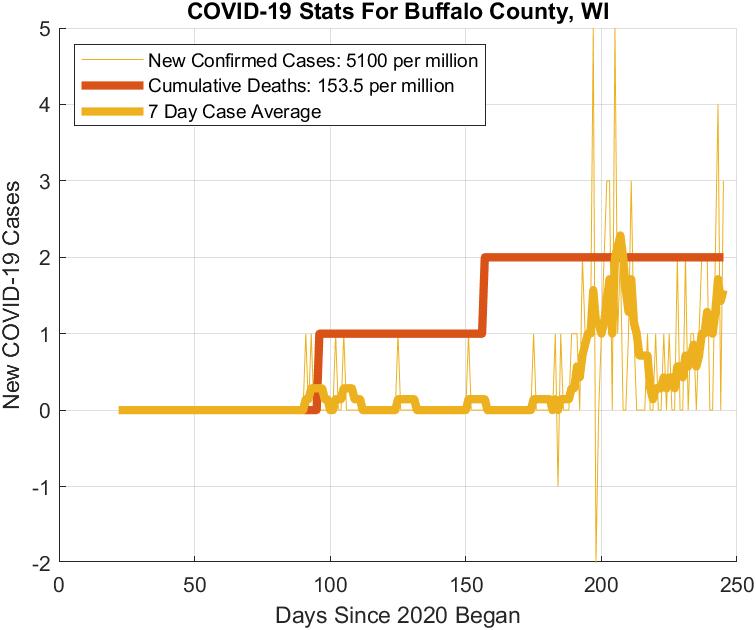 COVID-19 Stats For Buffalo County, WI
New Confirmed Cases: 5100 per million
Cumulative Deaths: 153.5 per million
7 Day Case Average
New COVID-19 Cases
5
4
3
2
1
0
-1
-2
0 50 100 150 200 250
Days Since 2020 Began